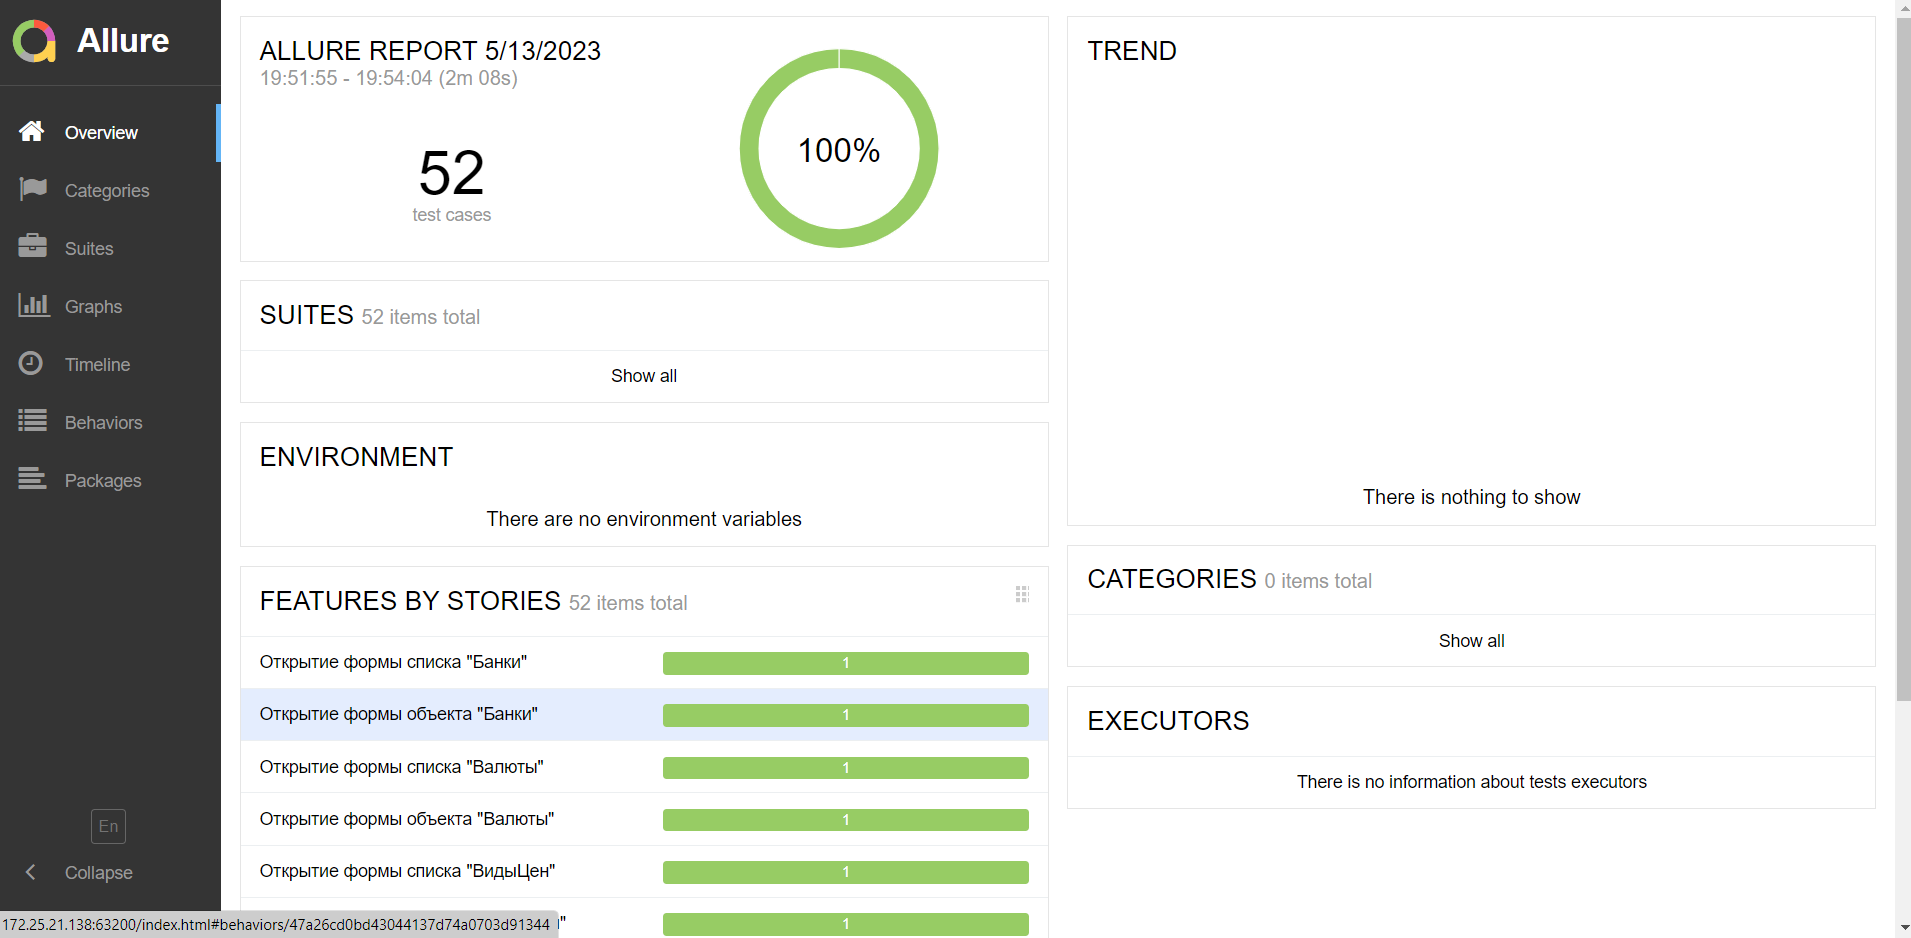 Allure
Overview
Categories
Suites
Graphs
Timeline
Behaviors
Packages
En
Collapse
ALLURE REPORT 5/13/2023
19:51:55 - 19:54:04 (2m 08s)
52
test cases
100%
SUITES 52 items total
Show all
ENVIRONMENT
There are no environment variables
FEATURES BY STORIES 52 items total
Открытие формы списка "Банки" 1
Открытие формы объекта "Банки" 1
Открытие формы списка "Валюты" 1
Открытие формы объекта "Валюты" 1
Открытие формы списка "ВидыЦен" 1
1
TREND
There is nothing to show
CATEGORIES 0 items total
Show all
EXECUTORS
There is no information about tests executors
172.25.21.138:63200/index.html#behaviors/47a26cd0bd43044137d74a0703d91344